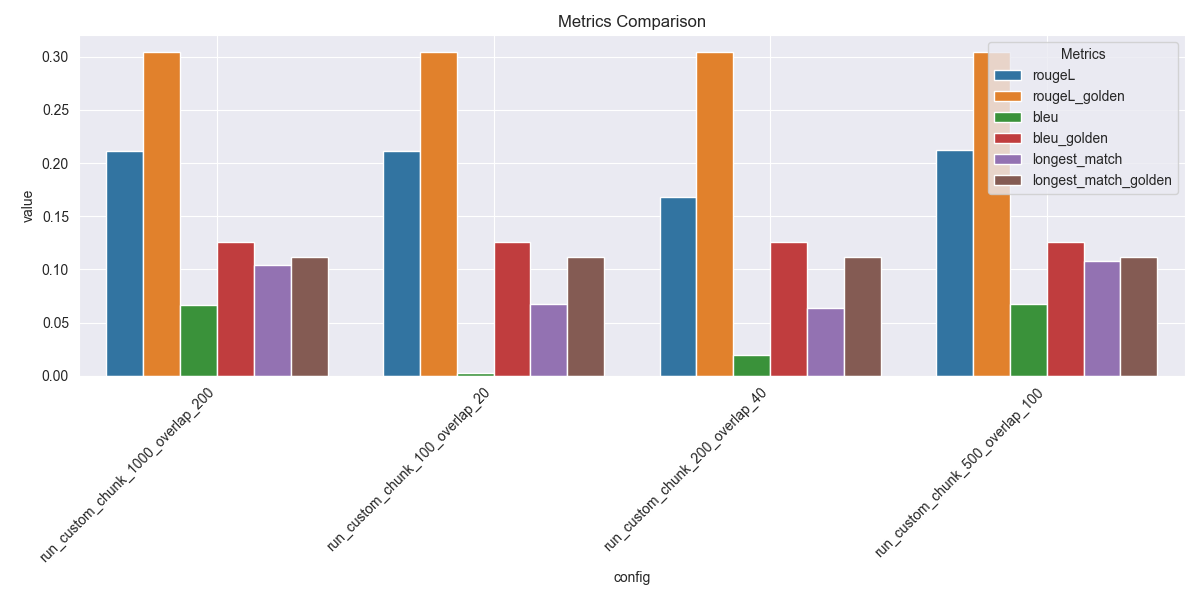 Metrics Comparison
0.30
0.25
0.20
0.15
0.10
0.05
0.00
value
Metrics
rougeL
rougeL_golden
bleu
bleu_golden
longest_match
longest_match_golden
run_custom_chunk_1000_overlap_200
run_custom_chunk_100_overlap_20
run_custom_chunk_200_overlap_40
run_custom_chunk_500_overlap_100
config